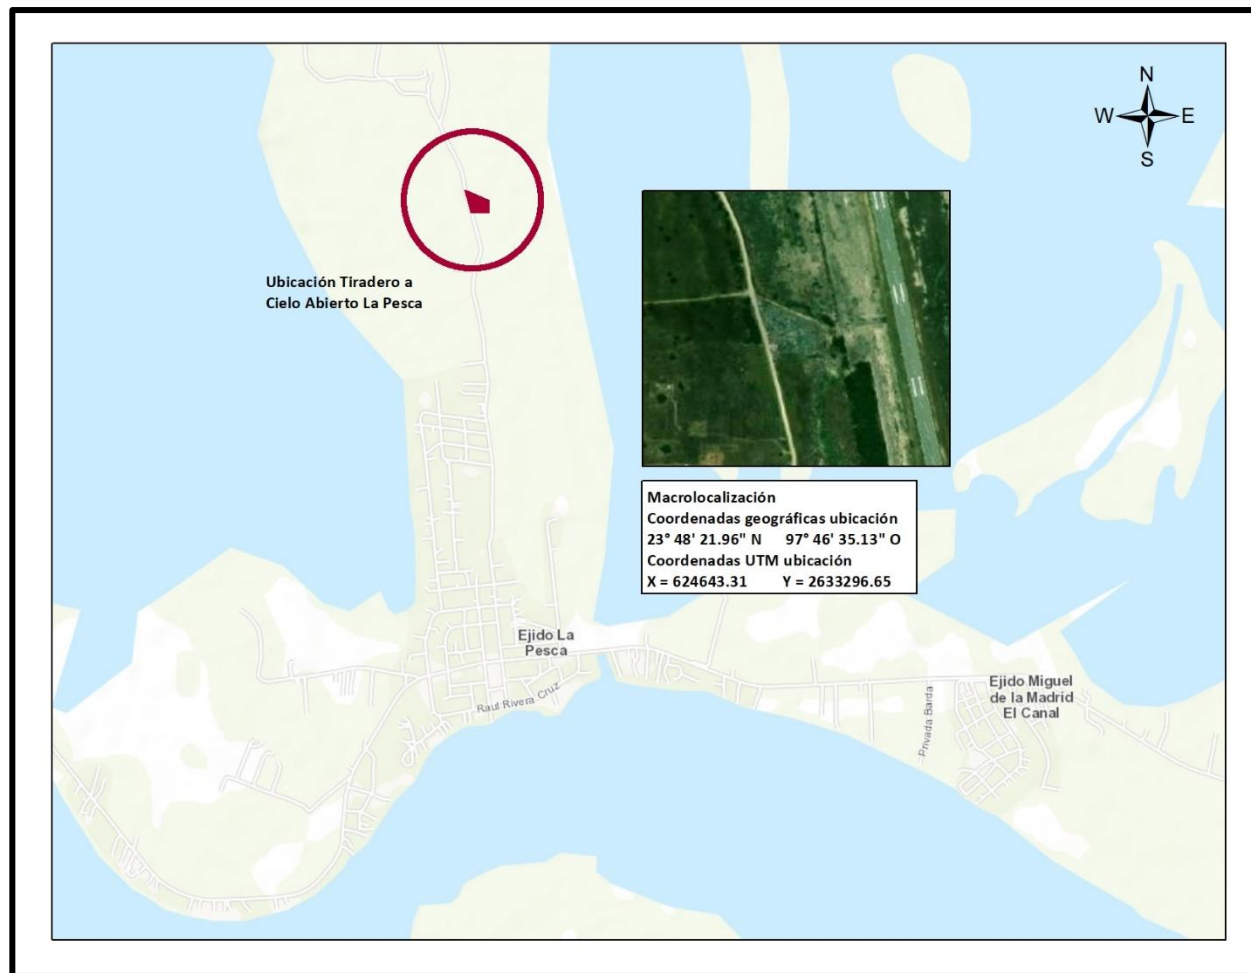 N
W E
S
Ubicación Tiradero a
Cielo Abierto La Pesca
Macrolocalización
Coordenadas geográficas ubicación
23° 48' 21.96" N 97° 46' 35.13" O
Coordenadas UTM ubicación
X = 624643.31 Y = 2633296.65
Ejido La
Pesca
Raul Rivera Cruz
Privada Barda
Ejido Miguel
de la Madrid
El Canal